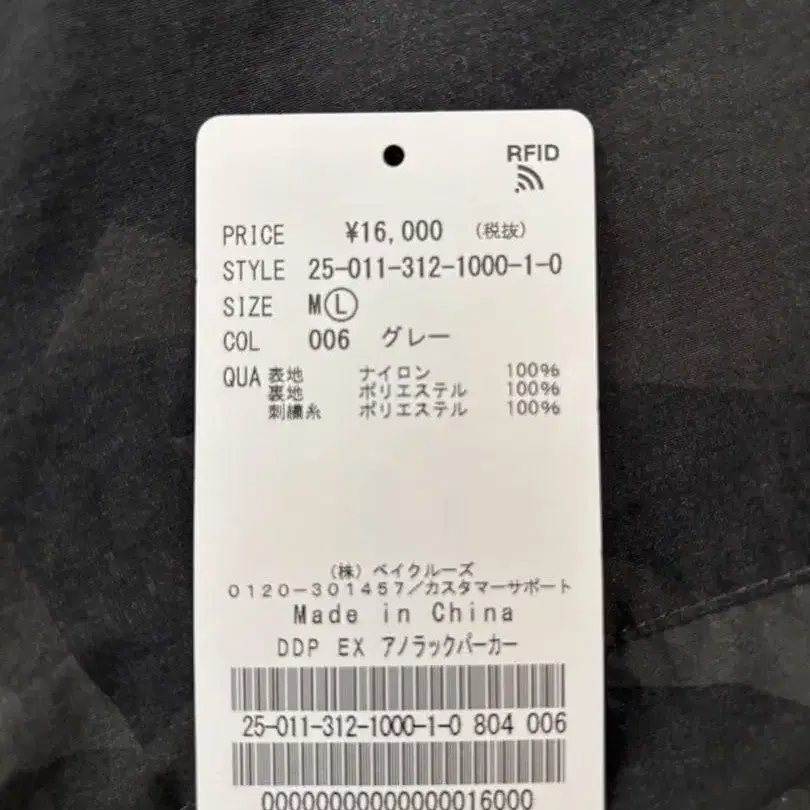 RFID
PRICE ¥16,000 (税抜)
STYLE 25-011-312-1000-1-0
SIZE M Ⓛ
COL 006 グレー
QUA 表地 ナイロン 100%
裏地 ポリエステル 100%
刺繍糸 ポリエステル 100%
(株) ベイクルーズ
0120-301457/カスタマーサポート
Made in China
DDP EX アノラックパーカー
25-011-312-1000-1-0 804 006
00000000000000016000